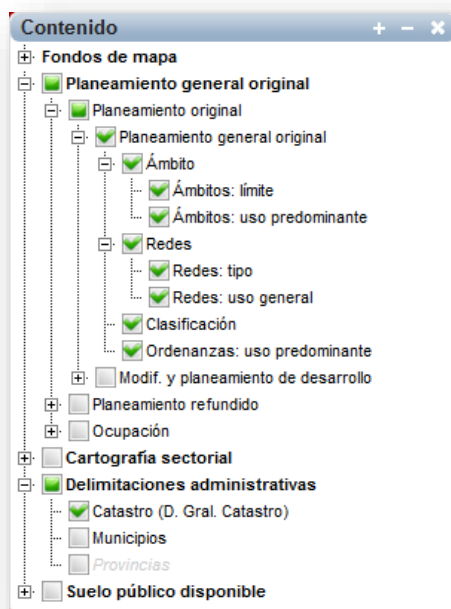 Contenido
Fondos de mapa
Planeamiento general original
Planeamiento original
Planeamiento general original
Ámbito
Ámbitos: límite
Ámbitos: uso predominante
Redes
Redes: tipo
Redes: uso general
Clasificación
Ordenanzas: uso predominante
Modif. y planeamiento de desarrollo
Planeamiento refundido
Ocupación
Cartografía sectorial
Delimitaciones administrativas
Catastro (D. Gral. Catastro)
Municipios
Provincias
Suelo público disponible